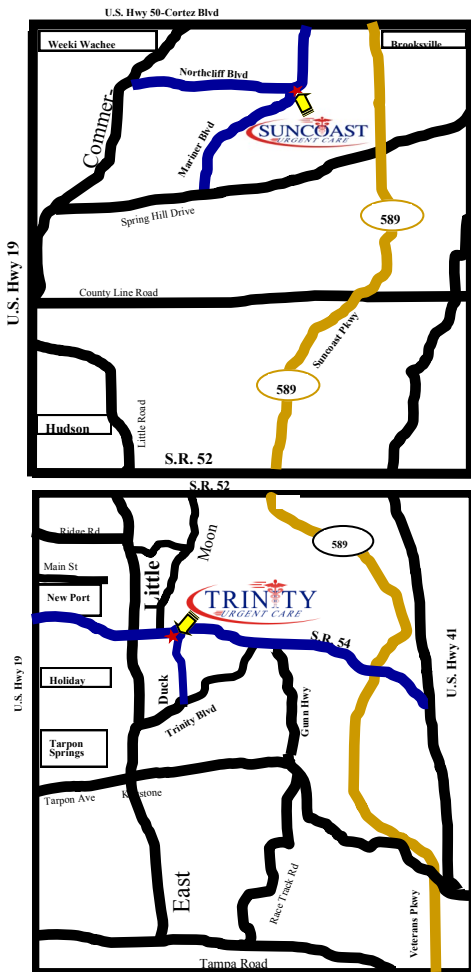 U.S. Hwy 50-Cortez Blvd
Weeki Wachee
Brooksville
Northcliff Blvd
Commer-
SUNCOAST
URGENT CARE
Mariner Blvd
Spring Hill Drive
589
U.S. Hwy 19
County Line Road
Suncoast Pkwy
589
Little Road
Hudson
S.R. 52
S.R. 52
Ridge Rd
Moon
589
Main St
Little
New Port
TRINITY
URGENT CARE
S.R. 54
U.S. Hwy 41
U.S. Hwy 19
Holiday
Duck
Trinity Blvd
Gunn Hwy
Tarpon
Springs
Tarpon Ave
Keystone
East
Race Track Rd
Veterans Pkwy
Tampa Road